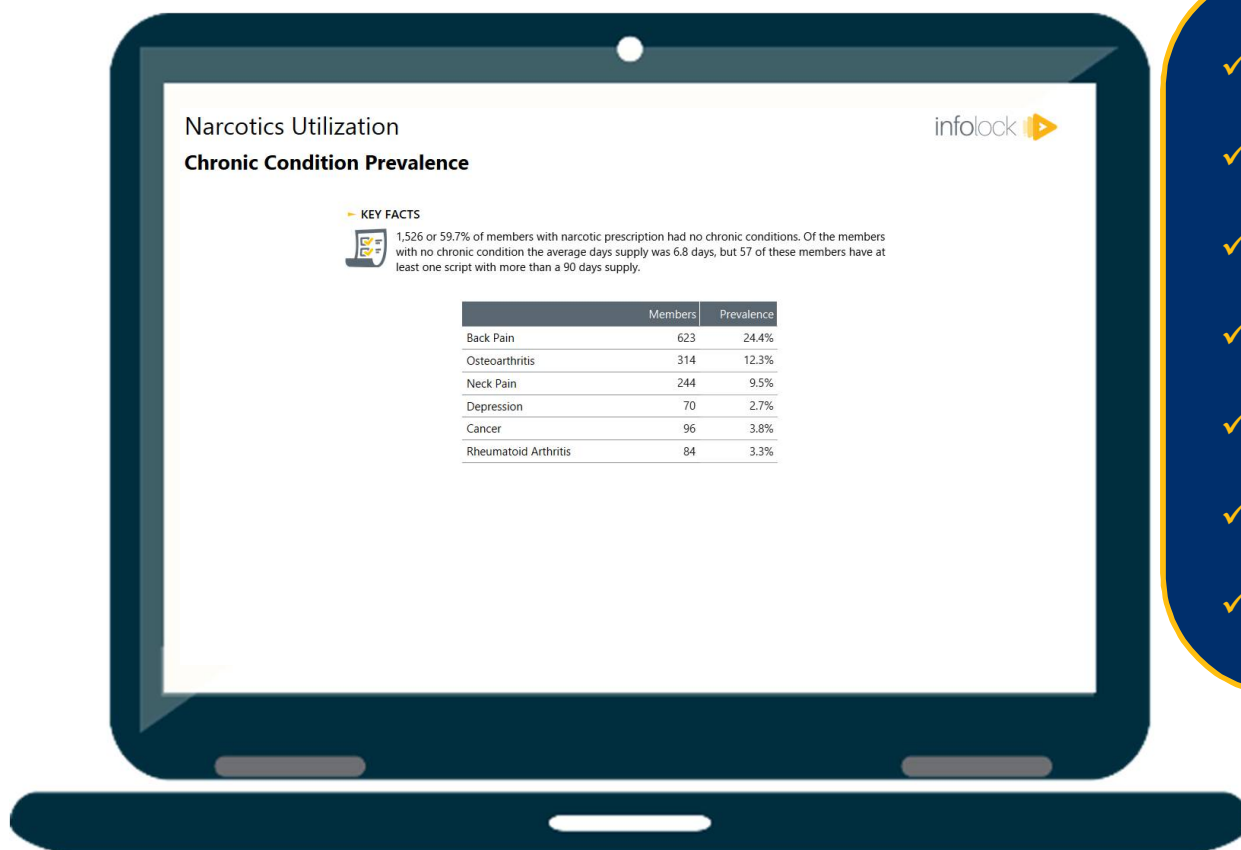 Narcotics Utilization
infolock
Chronic Condition Prevalence
KEY FACTS
1,526 or 59.7% of members with narcotic prescription had no chronic conditions. Of the members
with no chronic condition the average days supply was 6.8 days, but 57 of these members have at
least one script with more than a 90 days supply.
Members Prevalence
Back Pain 623 24.4%
Osteoarthritis 314 12.3%
Neck Pain 244 9.5%
Depression 70 2.7%
Cancer 96 3.8%
Rheumatoid Arthritis 84 3.3%